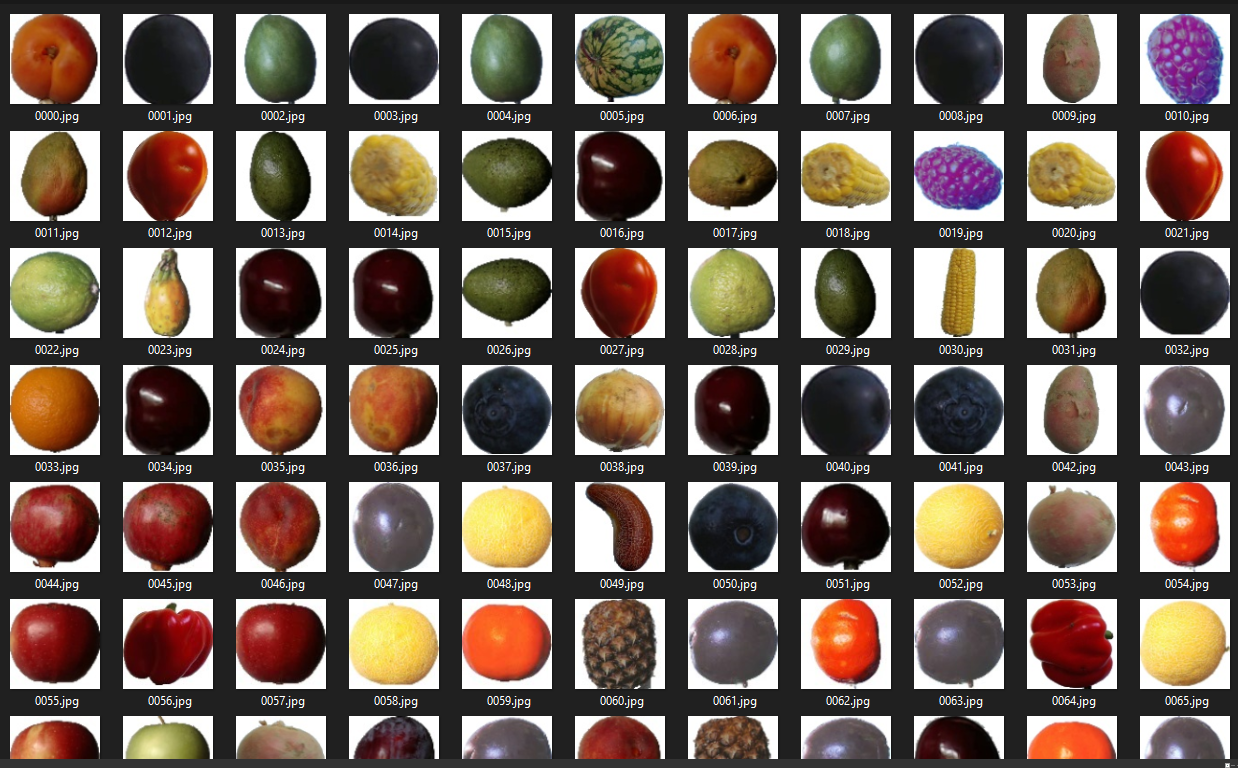 0000.jpg 0001.jpg 0002.jpg 0003.jpg 0004.jpg 0005.jpg 0006.jpg 0007.jpg 0008.jpg 0009.jpg 0010.jpg
0011.jpg 0012.jpg 0013.jpg 0014.jpg 0015.jpg 0016.jpg 0017.jpg 0018.jpg 0019.jpg 0020.jpg 0021.jpg
0022.jpg 0023.jpg 0024.jpg 0025.jpg 0026.jpg 0027.jpg 0028.jpg 0029.jpg 0030.jpg 0031.jpg 0032.jpg
0033.jpg 0034.jpg 0035.jpg 0036.jpg 0037.jpg 0038.jpg 0039.jpg 0040.jpg 0041.jpg 0042.jpg 0043.jpg
0044.jpg 0045.jpg 0046.jpg 0047.jpg 0048.jpg 0049.jpg 0050.jpg 0051.jpg 0052.jpg 0053.jpg 0054.jpg
0055.jpg 0056.jpg 0057.jpg 0058.jpg 0059.jpg 0060.jpg 0061.jpg 0062.jpg 0063.jpg 0064.jpg 0065.jpg